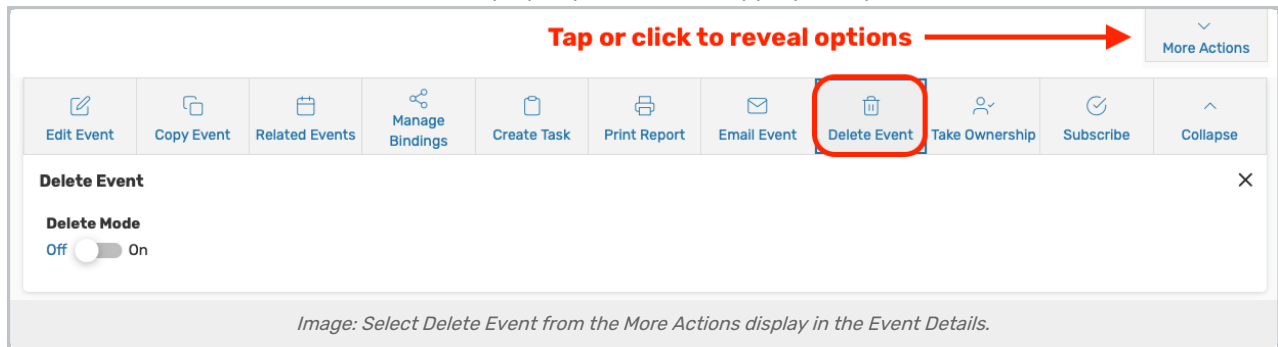 Tap or click to reveal options
More Actions
Edit Event
Copy Event
Related Events
Manage
Bindings
Create Task
Print Report
Email Event
Delete Event
Take Ownership
Subscribe
Collapse
Delete Event
Delete Mode
Off On
Image: Select Delete Event from the More Actions display in the Event Details.